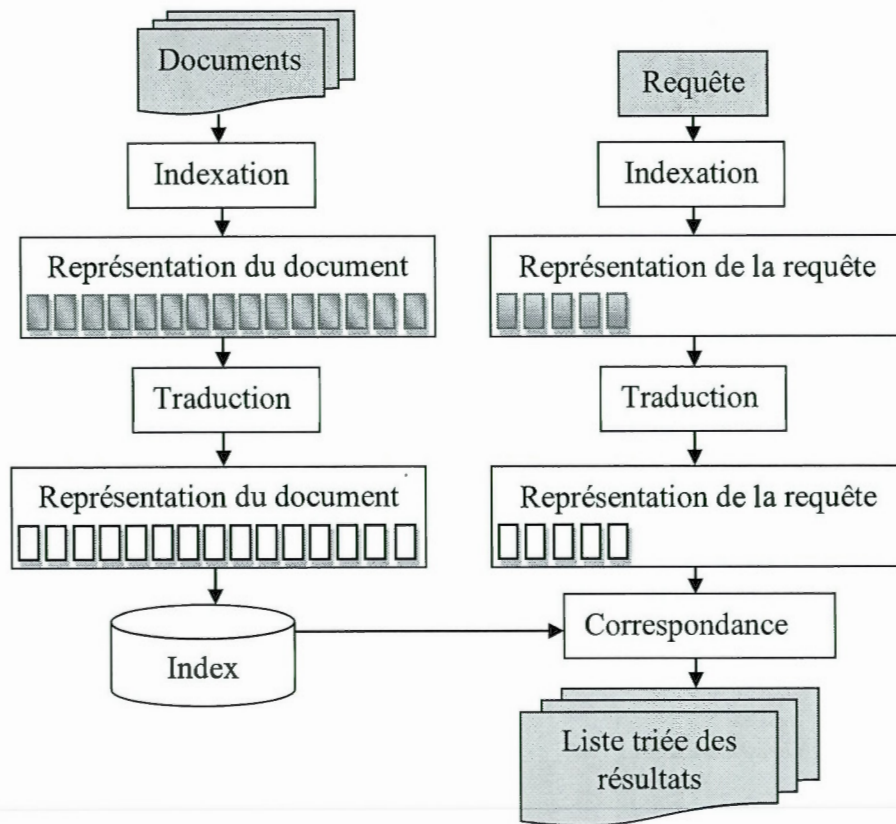 Documents
Requête
Indexation
Indexation
Représentation du document
Représentation de la requête
Traduction
Traduction
Représentation du document
Représentation de la requête
Index
Correspondance
Liste triée des
résultats